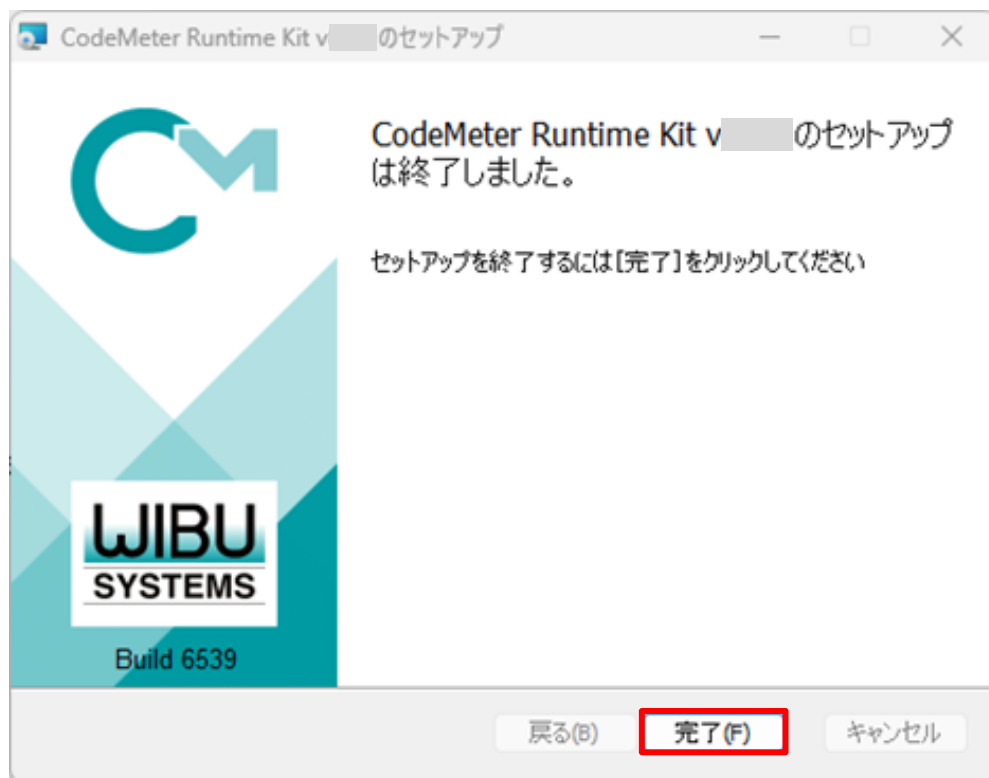 CodeMeter Runtime Kit v のセットアップ
CodeMeter Runtime Kit v のセットアップ
は終了しました。
セットアップを終了するには[完了]をクリックしてください
CM
WIBU
SYSTEMS
Build 6539
戻る(B)
完了(F)
キャンセル